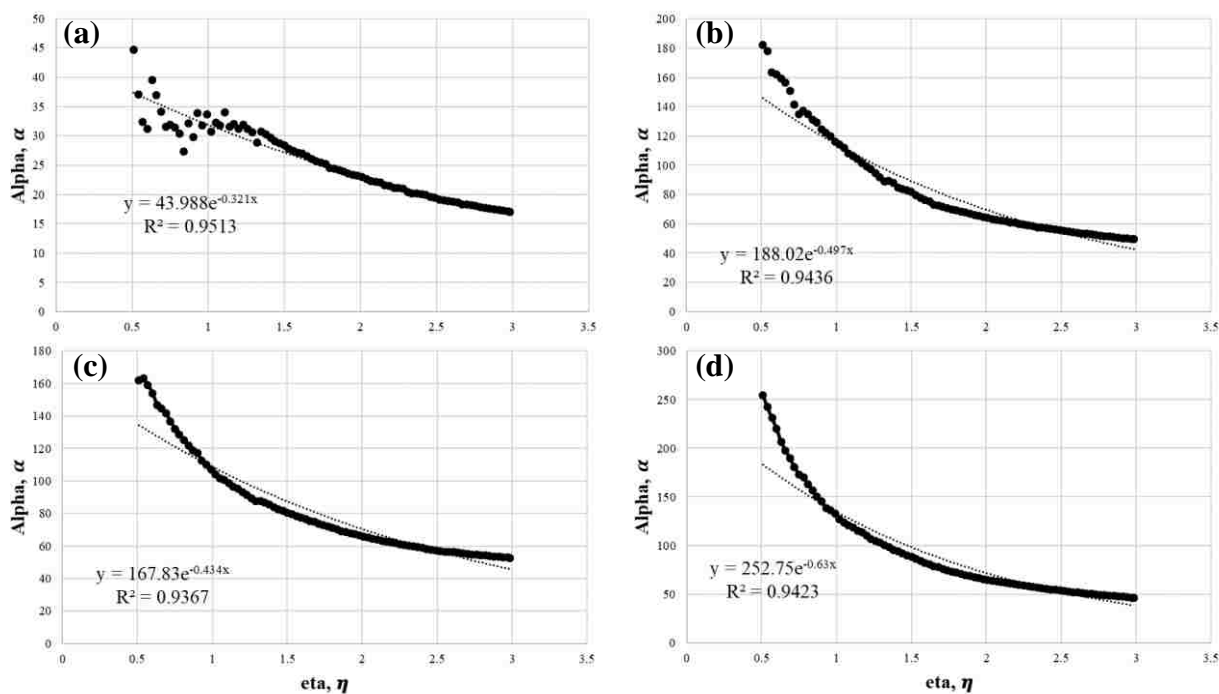 (a)
Alpha, α
50
45
40
35
30
25
20
15
10
5
0
y = 43.988e^-0.321x
R² = 0.9513
0 0.5 1 1.5 2 2.5 3 3.5
(b)
Alpha, α
200
180
160
140
120
100
80
60
40
20
0
y = 188.02e^-0.497x
R² = 0.9436
0 0.5 1 1.5 2 2.5 3 3.5
(c)
Alpha, α
180
160
140
120
100
80
60
40
20
0
y = 167.83e^-0.434x
R² = 0.9367
0 0.5 1 1.5 2 2.5 3 3.5
eta, η
(d)
Alpha, α
300
250
200
150
100
50
0
y = 252.75e^-0.63x
R² = 0.9423
0 0.5 1 1.5 2 2.5 3 3.5
eta, η